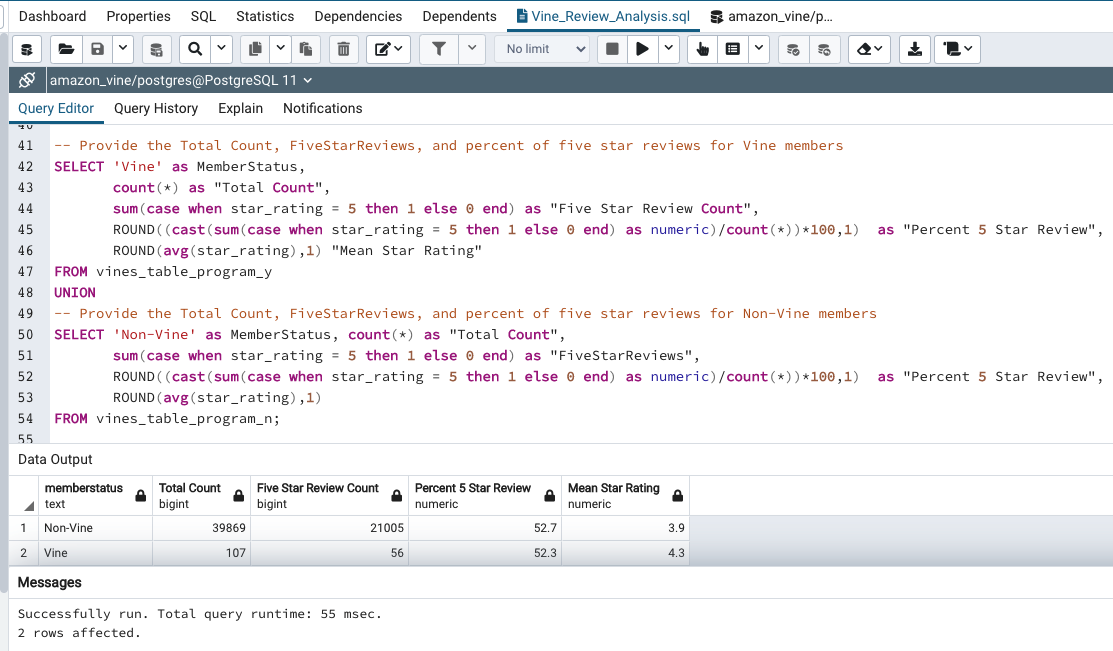 Dashboard Properties SQL Statistics Dependencies Dependents Vine_Review_Analysis.sql amazon_vine/p...
No limit
amazon_vine/postgres@PostgreSQL 11
Query Editor Query History Explain Notifications
40
41 -- Provide the Total Count, FiveStarReviews, and percent of five star reviews for Vine members
42 SELECT 'Vine' as MemberStatus,
43 count(*) as "Total Count",
44 sum(case when star_rating = 5 then 1 else 0 end) as "Five Star Review Count",
45 ROUND((cast(sum(case when star_rating = 5 then 1 else 0 end) as numeric)/count(*))*100,1) as "Percent 5 Star Review",
46 ROUND(avg(star_rating),1) "Mean Star Rating"
47 FROM vines_table_program_y
48 UNION
49 -- Provide the Total Count, FiveStarReviews, and percent of five star reviews for Non-Vine members
50 SELECT 'Non-Vine' as MemberStatus, count(*) as "Total Count",
51 sum(case when star_rating = 5 then 1 else 0 end) as "FiveStarReviews",
52 ROUND((cast(sum(case when star_rating = 5 then 1 else 0 end) as numeric)/count(*))*100,1) as "Percent 5 Star Review",
53 ROUND(avg(star_rating),1)
54 FROM vines_table_program_n;
55
Data Output
memberstatus Total Count Five Star Review Count Percent 5 Star Review Mean Star Rating
text bigint bigint numeric numeric
1 Non-Vine 39869 21005 52.7 3.9
2 Vine 107 56 52.3 4.3
Messages
Successfully run. Total query runtime: 55 msec.
2 rows affected.